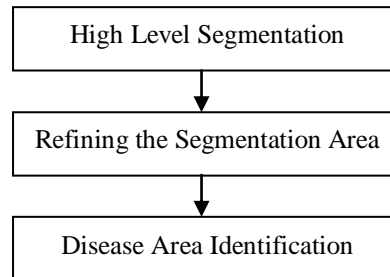 High Level Segmentation
Refining the Segmentation Area
Disease Area Identification